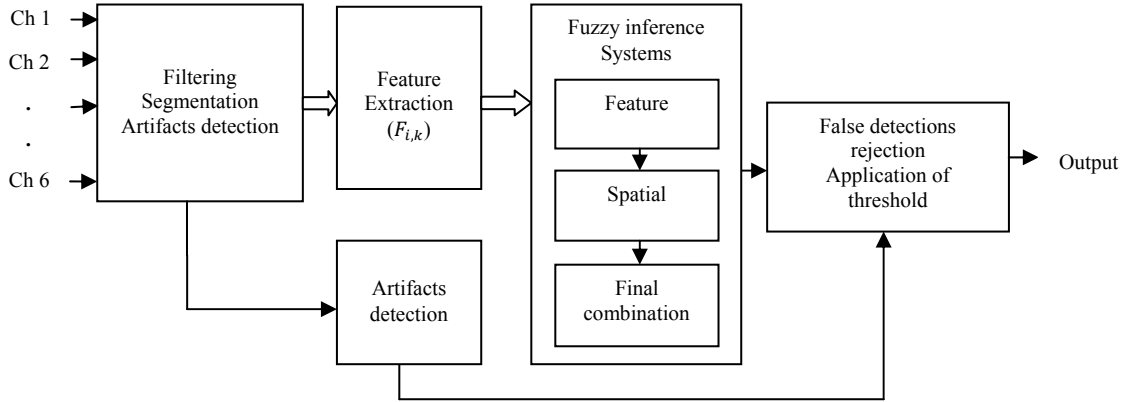 Ch 1
Ch 2
.
.
Ch 6
Filtering
Segmentation
Artifacts detection
Feature
Extraction
(F_{i,k})
Artifacts
detection
Fuzzy inference
Systems
Feature
Spatial
Final
combination
False detections
rejection
Application of
threshold
Output